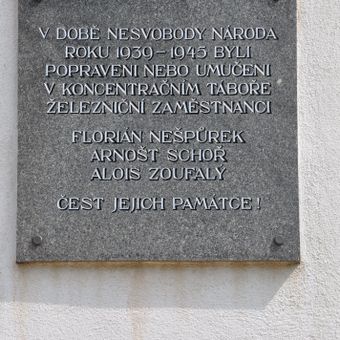 V DOBĚ NESVOBODY NÁRODA
ROKU 1939-1945 BYLI
POPRAVENI NEBO UMUČENI
V KONCENTRAČNÍM TÁBOŘE
ŽELEZNIČNÍ ZAMĚSTNANCI
FLORIÁN NEŠPŮREK
ARNOŠT SCHOŘ
ALOIS ZOUFALÝ
ČEST JEJICH PAMÁTCE!